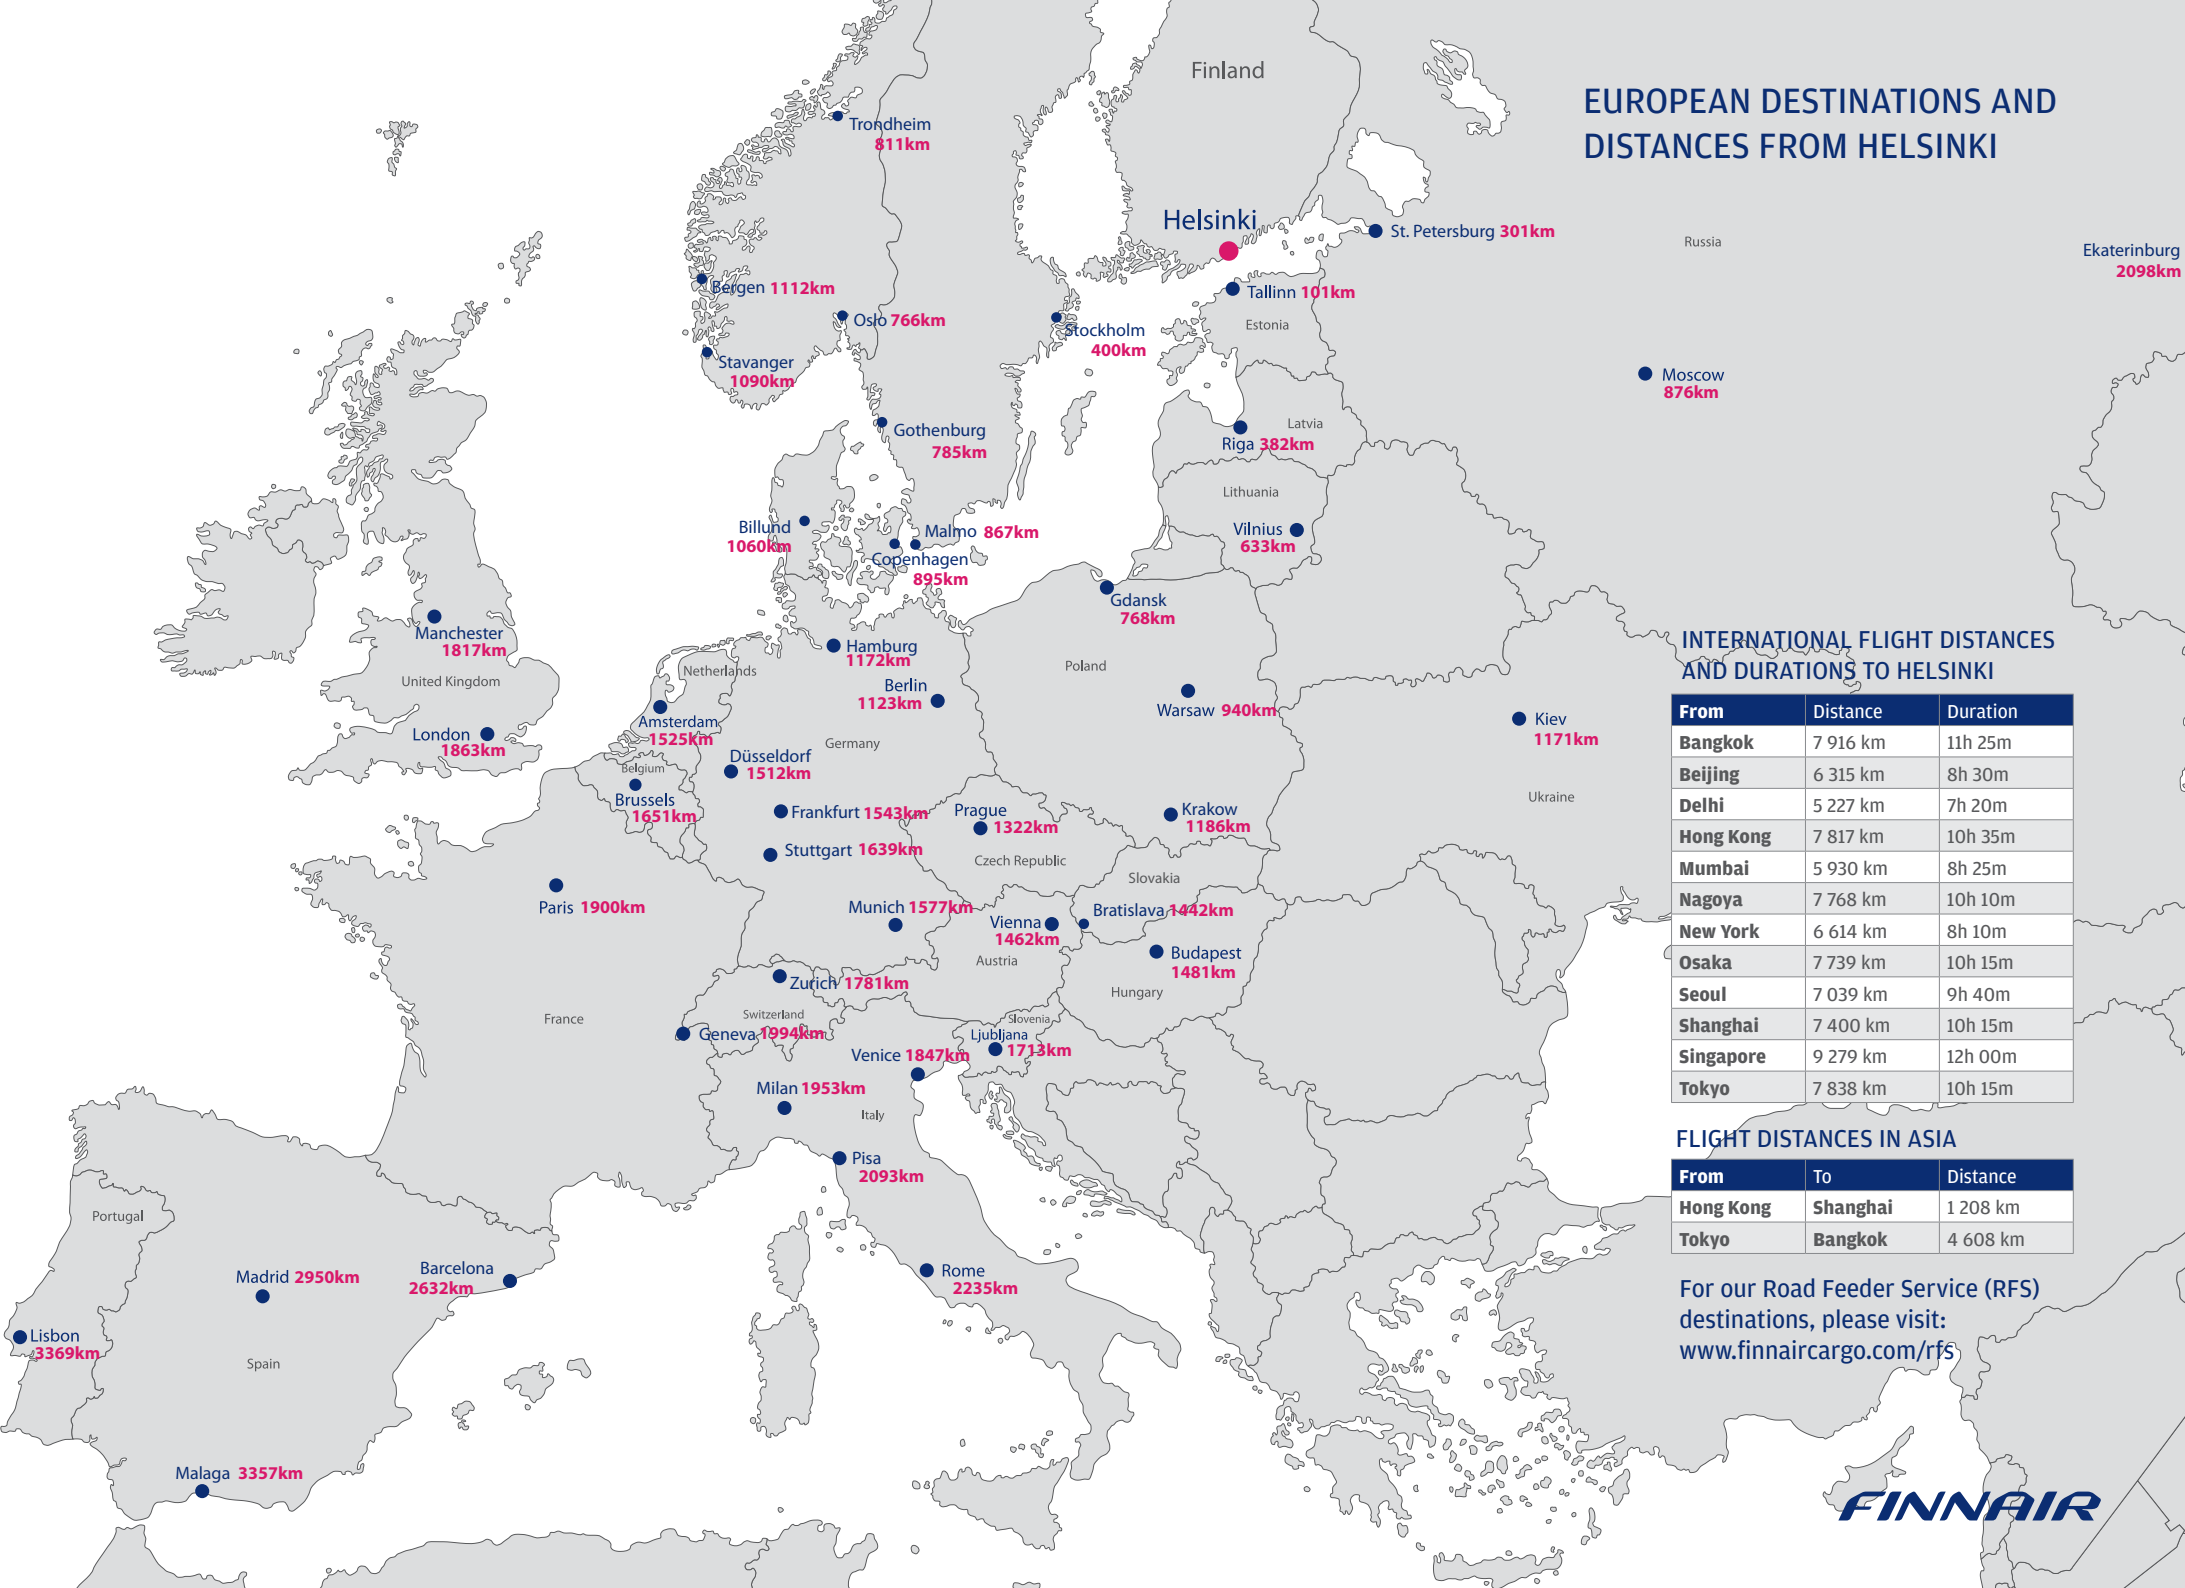 Finland
EUROPEAN DESTINATIONS AND
DISTANCES FROM HELSINKI
Trondheim
811km
Helsinki
St. Petersburg 301km
Russia
Ekaterinburg
2098km
Bergen 1112km
Tallinn 101km
Oslo 766km
Estonia
Stockholm
400km
Stavanger
1090km
Moscow
876km
Gothenburg
785km
Latvia
Riga 382km
Lithuania
Billund
1060km
Malmo 867km
Vilnius
633km
Copenhagen
895km
Gdansk
768km
Manchester
1817km
Hamburg
1172km
Netherlands
Poland
United Kingdom
Berlin
1123km
Warsaw 940km
Amsterdam
1525km
London
1863km
Germany
Kiev
1171km
Düsseldorf
1512km
Belgium
Brussels
1651km
Ukraine
Frankfurt 1543km
Prague
1322km
Krakow
1186km
Stuttgart 1639km
Czech Republic
Slovakia
Paris 1900km
Munich 1577km
Vienna
1462km
Bratislava 1442km
Budapest
1481km
Austria
Zurich 1781km
Hungary
France
Switzerland
Slovenia
Geneva 1994km
Ljubljana
1713km
Venice 1847km
Milan 1953km
Italy
Pisa
2093km
Portugal
Madrid 2950km
Barcelona
2632km
Rome
2235km
Lisbon
3369km
Spain
Malaga 3357km
INTERNATIONAL FLIGHT DISTANCES
AND DURATIONS TO HELSINKI
From Distance Duration
Bangkok 7 916 km 11h 25m
Beijing 6 315 km 8h 30m
Delhi 5 227 km 7h 20m
Hong Kong 7 817 km 10h 35m
Mumbai 5 930 km 8h 25m
Nagoya 7 768 km 10h 10m
New York 6 614 km 8h 10m
Osaka 7 739 km 10h 15m
Seoul 7 039 km 9h 40m
Shanghai 7 400 km 10h 15m
Singapore 9 279 km 12h 00m
Tokyo 7 838 km 10h 15m
FLIGHT DISTANCES IN ASIA
From To Distance
Hong Kong Shanghai 1 208 km
Tokyo Bangkok 4 608 km
For our Road Feeder Service (RFS)
destinations, please visit:
www.finnaircargo.com/rfs
FINNAIR